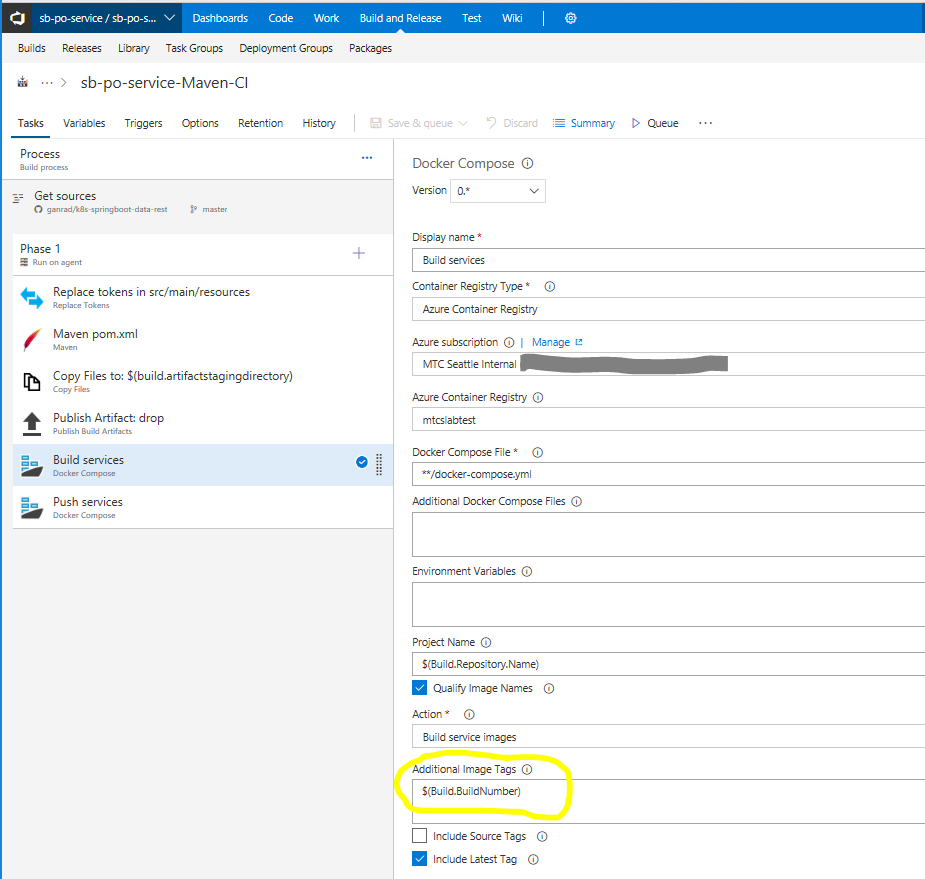 sb-po-service / sb-po-s... Dashboards Code Work Build and Release Test Wiki
Builds Releases Library Task Groups Deployment Groups Packages
... > sb-po-service-Maven-CI
Tasks Variables Triggers Options Retention History Save & queue Discard Summary Queue ...
Process
Build process
...
Get sources
ganrad/k8s-springboot-data-rest master
Phase 1
Run on agent
Replace tokens in src/main/resources
Replace Tokens
Maven pom.xml
Maven
Copy Files to: $(build.artifactstagingdirectory)
Copy Files
Publish Artifact: drop
Publish Build Artifacts
Build services
Docker Compose
Push services
Docker Compose
Docker Compose
Version 0.*
Display name *
Build services
Container Registry Type *
Azure Container Registry
Azure subscription | Manage
MTC Seattle Internal
Azure Container Registry
mtcslabtest
Docker Compose File *
**/docker-compose.yml
Additional Docker Compose Files
Environment Variables
Project Name
$(Build.Repository.Name)
Qualify Image Names
Action *
Build service images
Additional Image Tags
$(Build.BuildNumber)
Include Source Tags
Include Latest Tag